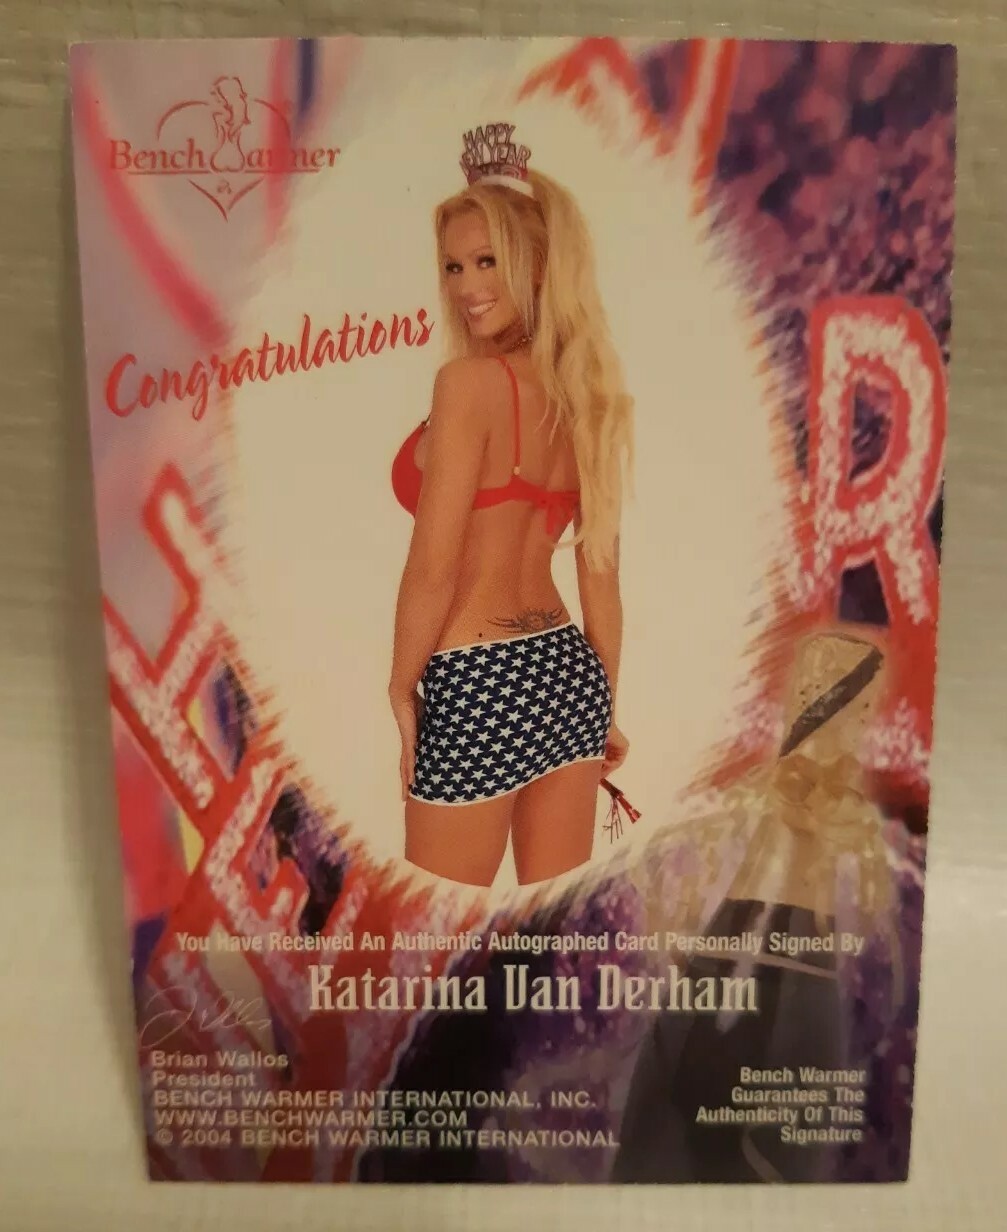 HAPPY
NEW YEAR
Bench Warmer
Congratulations
You Have Received An Authentic Autographed Card Personally Signed By
Katarina Van Derham
Brian Wallos
President
BENCH WARMER INTERNATIONAL, INC.
WWW.BENCHWARMER.COM
© 2004 BENCH WARMER INTERNATIONAL
Bench Warmer
Guarantees The
Authenticity Of This
Signature